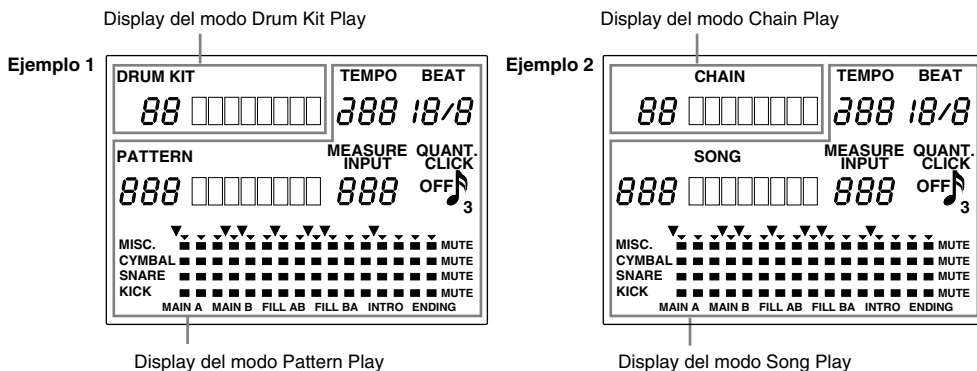 Display del modo Drum Kit Play
Ejemplo 1
DRUM KIT
TEMPO BEAT
88 288 18/8
PATTERN
MEASURE QUANT.
INPUT CLICK
888 888 OFF
3
MISC. MUTE
CYMBAL MUTE
SNARE MUTE
KICK MUTE
MAIN A MAIN B FILL AB FILL BA INTRO ENDING
Display del modo Pattern Play
Display del modo Chain Play
Ejemplo 2
CHAIN
TEMPO BEAT
88 288 18/8
SONG
MEASURE QUANT.
INPUT CLICK
888 888 OFF
3
MISC. MUTE
CYMBAL MUTE
SNARE MUTE
KICK MUTE
MAIN A MAIN B FILL AB FILL BA INTRO ENDING
Display del modo Song Play